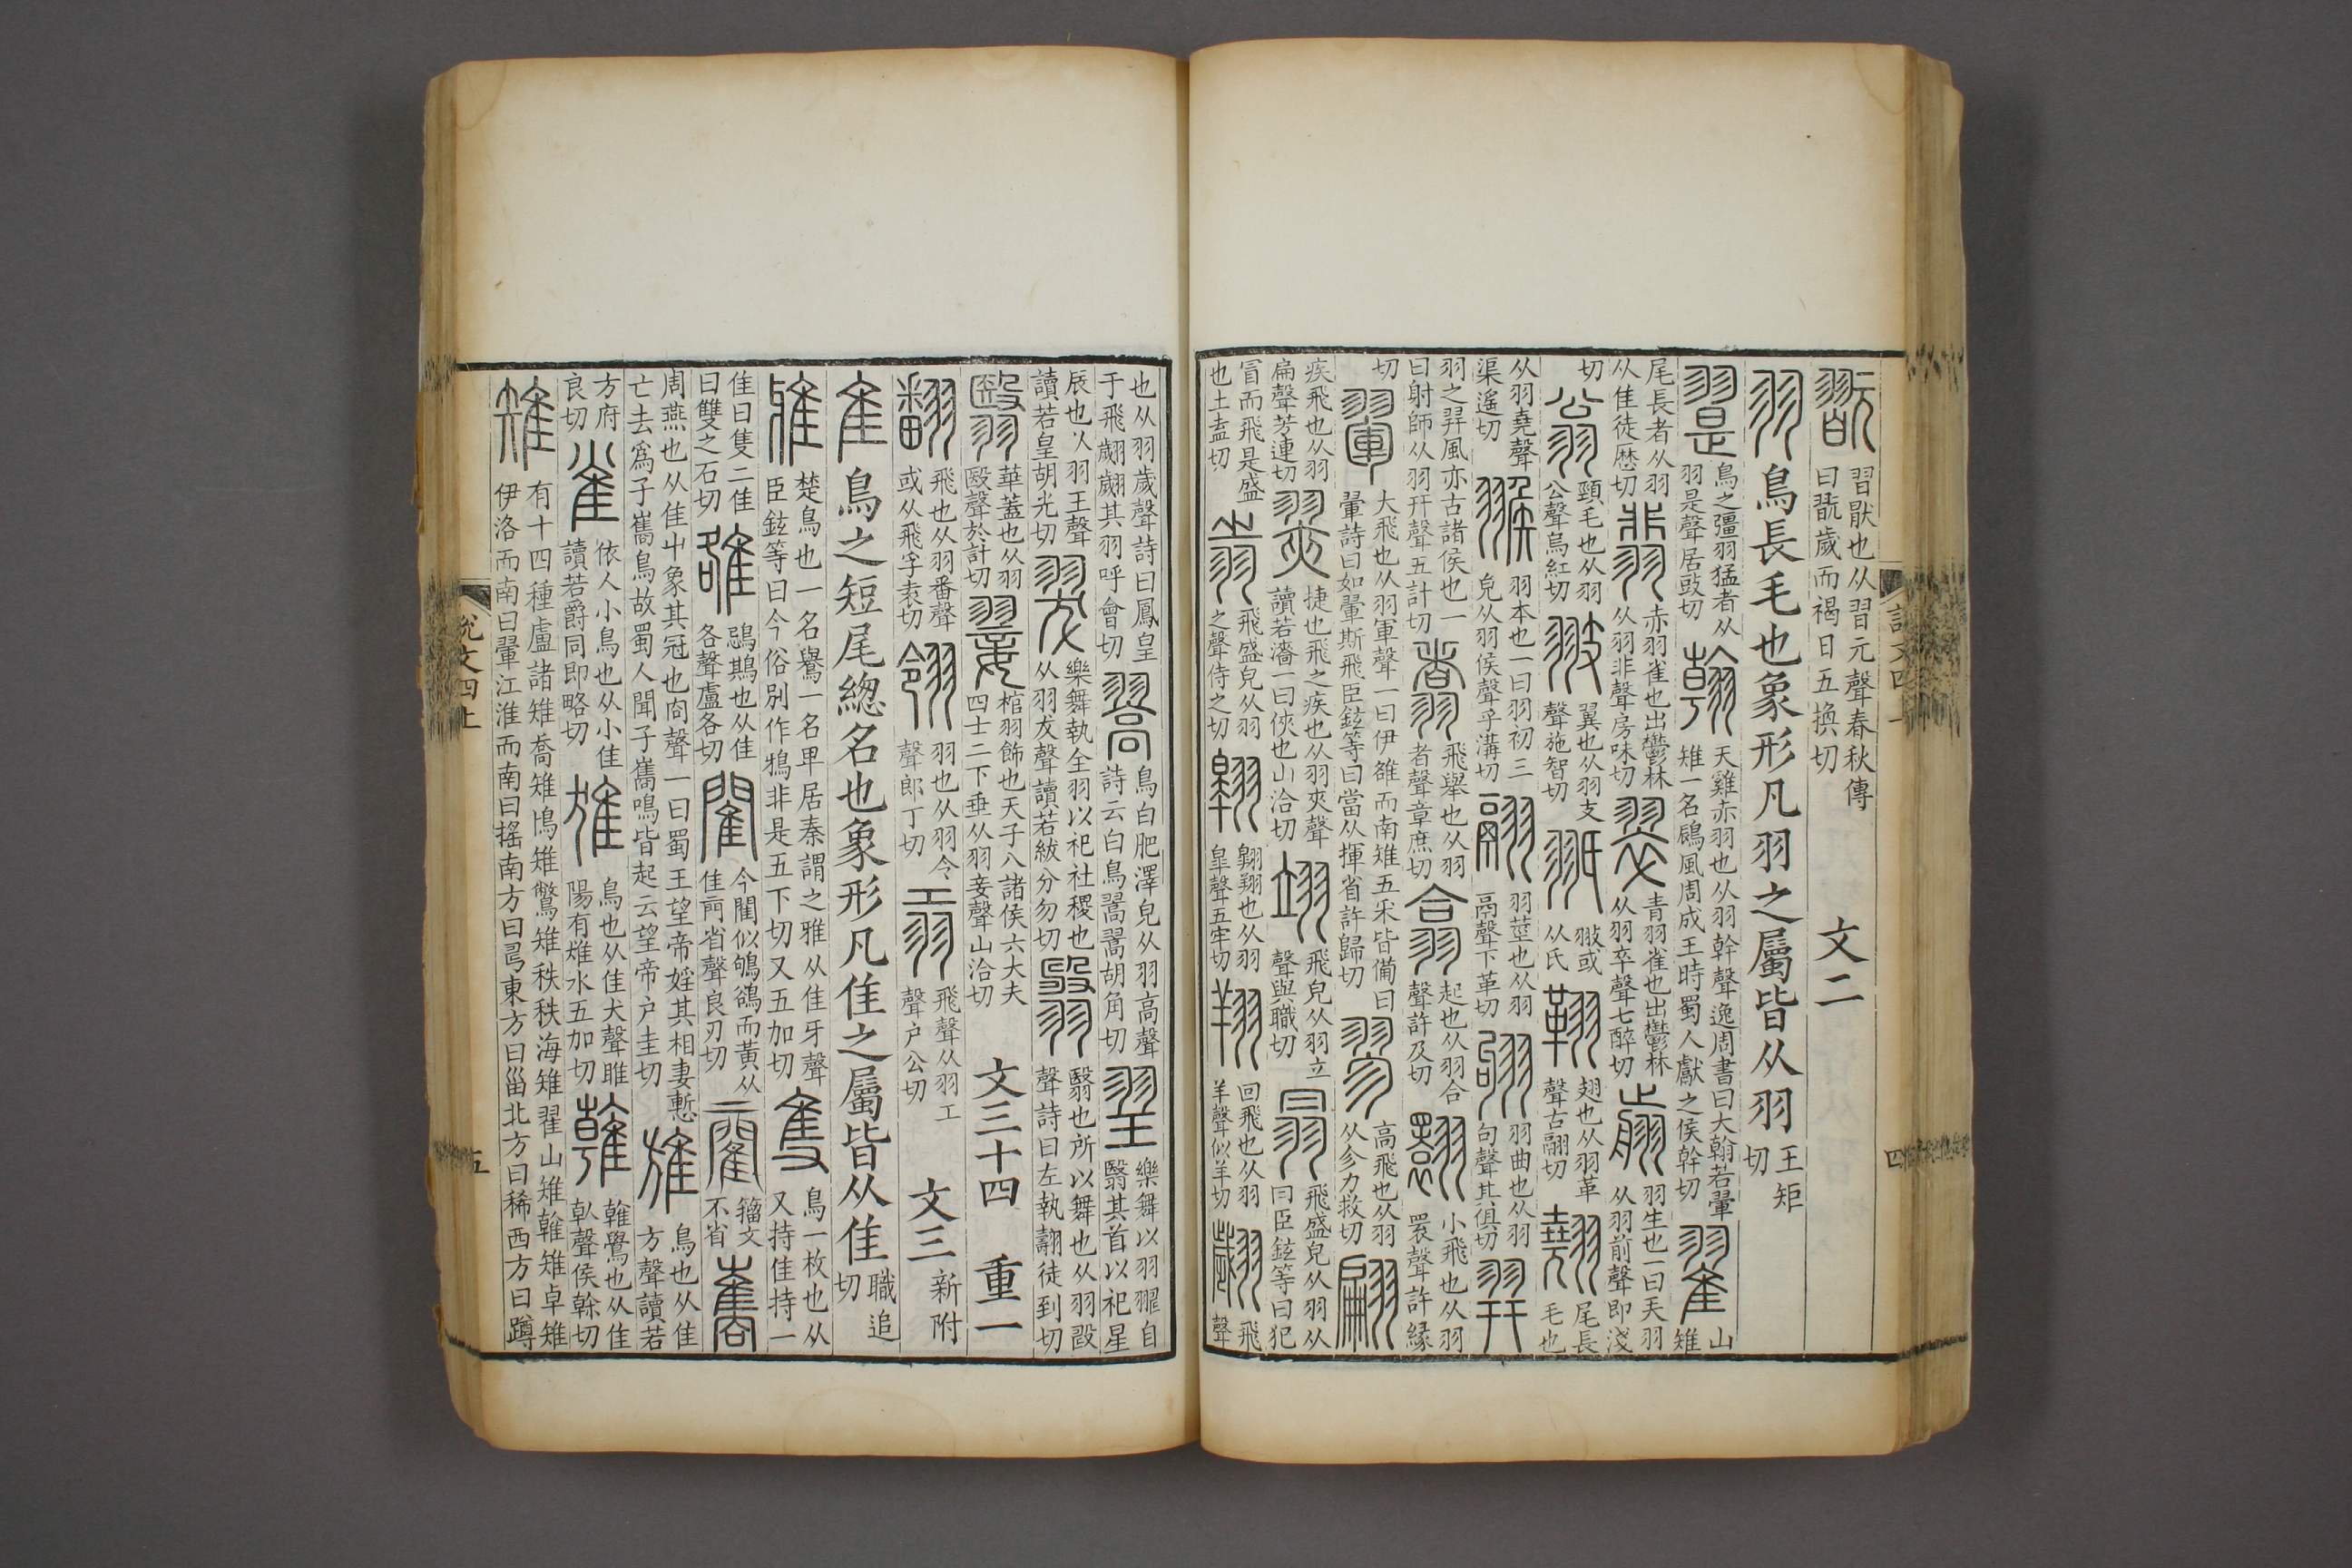 翫習猒也从習元聲春秋傳曰翫歲而愒日五換切 文二
羽鳥長毛也象形凡羽之屬皆从羽王矩切
翨鳥之彊羽猛者从羽是聲居豉切翰天雞赤羽也从羽倝聲逸周書曰大翰若翬雉一名鷐風周成王時蜀人獻之侯幹切翟山雉
尾長者从羽从隹徒歷切翡赤羽雀也出鬱林从羽非聲房味切翠青羽雀也出鬱林从羽卒聲七醉切翦羽生也一曰夭羽从羽前聲即淺
切翁頸毛也从羽公聲烏紅切翄翼也从羽支聲施智切𦐊翄或从氏𦑜翅也从羽革聲古翮切翹尾長毛也
从羽堯聲渠遙切翭羽本也一曰羽初三皃从羽侯聲乎溝切翮羽莖也从羽鬲聲下革切翑羽曲也从羽句聲其俱切羿
羽之羿風亦古諸侯也一曰射師从羽幵聲五計切翥飛舉也从羽者聲章庶切翕起也从羽合聲許及切翾小飛也从羽睘聲許緣
切翬大飛也从羽軍聲一曰伊雒而南雉五采皆備曰翬詩曰如翬斯飛臣鉉等曰當从揮省許歸切翏高飛也从羽从㐱力救切翩
疾飛也从羽扁聲芳連切翜捷也飛之疾也从羽夾聲讀若瀒一曰俠也山洽切翊飛皃从羽立聲與職切𦐇飛盛皃从羽从冃臣鉉等曰犯
冒而飛是盛也土盍切𦐉飛盛皃从羽之聲侍之切翱翱翔也从羽皐聲五牢切翔回飛也从羽羊聲似羊切翽飛聲
說文四上
四
也从羽歲聲詩曰鳳皇于飛翽翽其羽呼會切翯鳥白肥澤皃从羽高聲詩云白鳥翯翯胡角切䍿樂舞以羽𦒉自翳其首以祀星
辰也从羽王聲讀若皇胡光切翇樂舞執全羽以祀社稷也从羽犮聲讀若紱分勿切翿翳也所以舞也从羽殹聲詩曰左執翿徒到切
翳華蓋也从羽殹聲於計切翣棺羽飾也天子八諸侯六大夫四士二下垂从羽妾聲山洽切 文三十四 重一
翻飛也从羽番聲或从飛孚袁切翎羽也从羽令聲郎丁切𦏺飛聲从羽工聲户公切 文三新附
隹鳥之短尾緫名也象形凡隹之屬皆从隹職追切
雅楚鳥也一名鸒一名卑居秦謂之雅从隹牙聲臣鉉等曰今俗别作鴉非是五下切又五加切隻鳥一枚也从又持隹持一
隹曰隻二隹曰雙之石切雒鵋䳢也从隹各聲盧各切閵今閵似鴝鵒而黃从隹𠁣省聲良刃切𨷲籀文不省巂
周燕也从隹屮象其冠也㕯聲一曰蜀王望帝婬其相妻慙亡去爲子巂鳥故蜀人聞子巂鳴皆起云望帝户圭切䧱鳥也从隹方聲讀若
方府良切雀依人小鳥也从小隹讀若爵同即略切䧹鳥也从隹犬聲睢陽有䧹水五加切雗雗鷽也从隹倝聲侯榦切
雉有十四種盧諸雉喬雉鳪雉鷩雉秩秩海雉翟山雉雗雉卓雉伊洛而南曰翬江淮而南曰搖南方曰𠷎東方曰甾北方曰稀西方曰蹲
說文四上
五